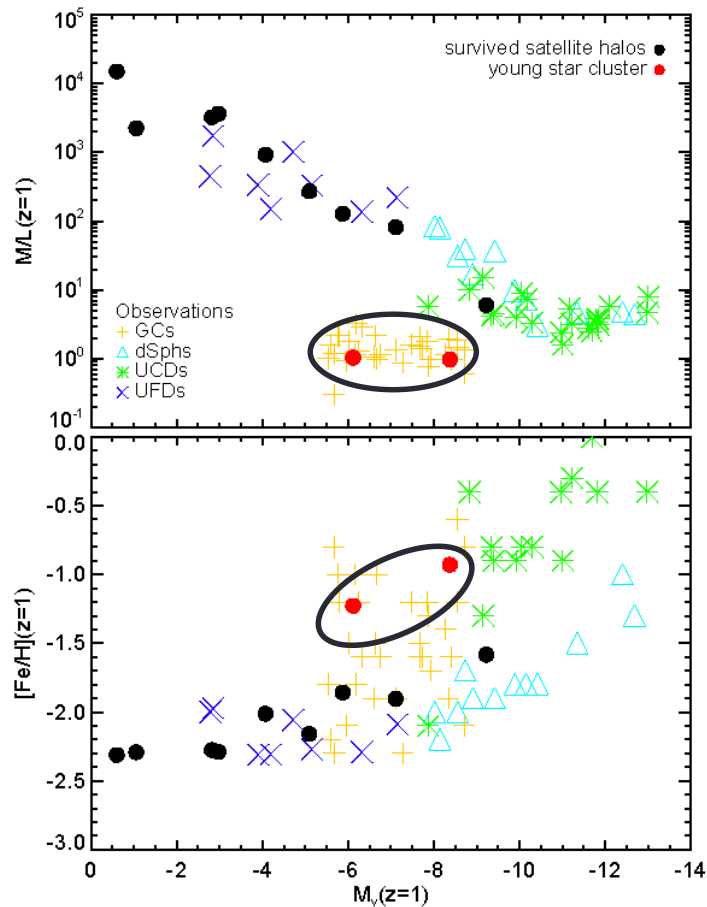 10^5
survived satellite halos
young star cluster
10^4
10^3
10^2
M/L(z=1)
10^1
Observations
GCs
10^0
dSphs
UCDs
UFDs
10^-1
0.0
-0.5
-1.0
-1.5
[Fe/H](z=1)
-2.0
-2.5
-3.0
0 -2 -4 -6 -8 -10 -12 -14
M_v(z=1)